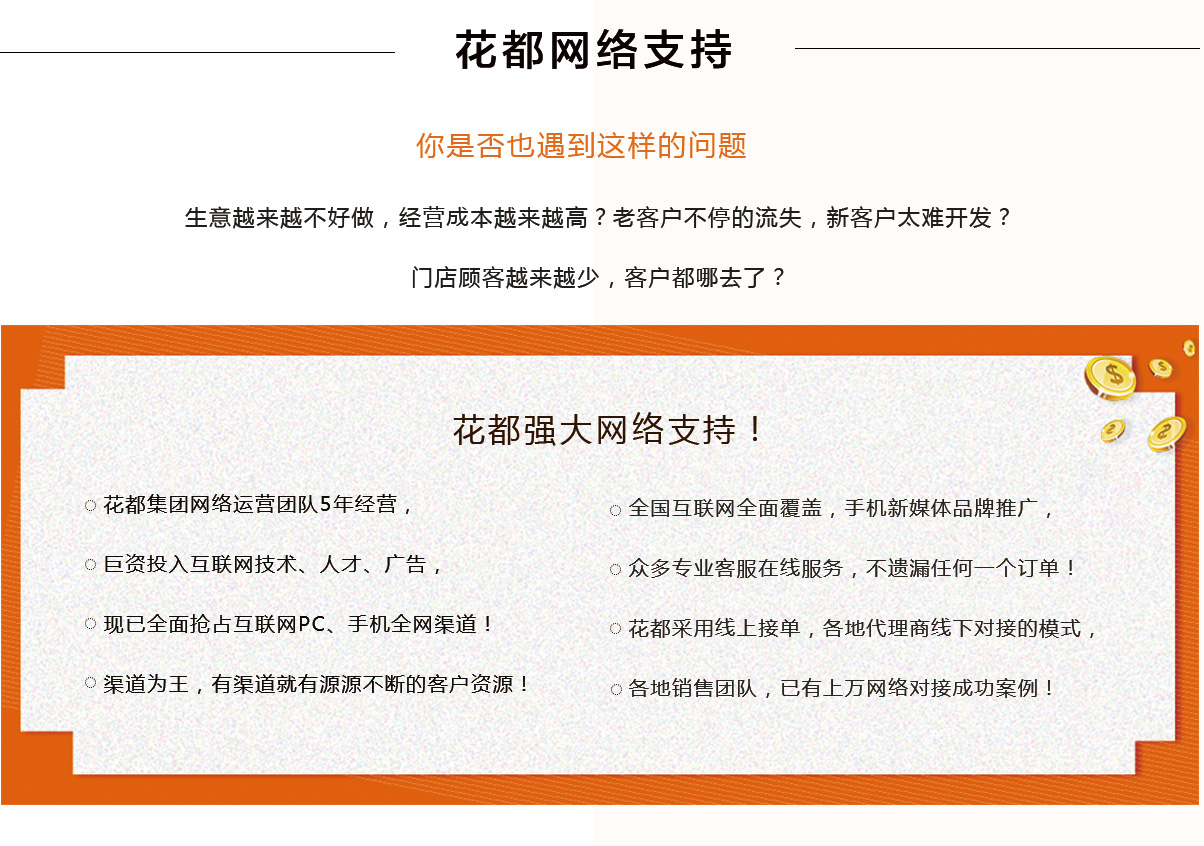 花都网络支持
你是否也遇到这样的问题
生意越来越不好做，经营成本越来越高？老客户不停的流失，新客户太难开发？
门店顾客越来越少，客户都哪去了？
花都强大网络支持！
花都集团网络运营团队5年经营，
巨资投入互联网技术、人才、广告，
现已全面抢占互联网PC、手机全网渠道！
渠道为王，有渠道就有源源不断的客户资源！
全国互联网全面覆盖，手机新媒体品牌推广，
众多专业客服在线服务，不遗漏任何一个订单！
花都采用线上接单，各地代理商线下对接的模式，
各地销售团队，已有上万网络对接成功案例！